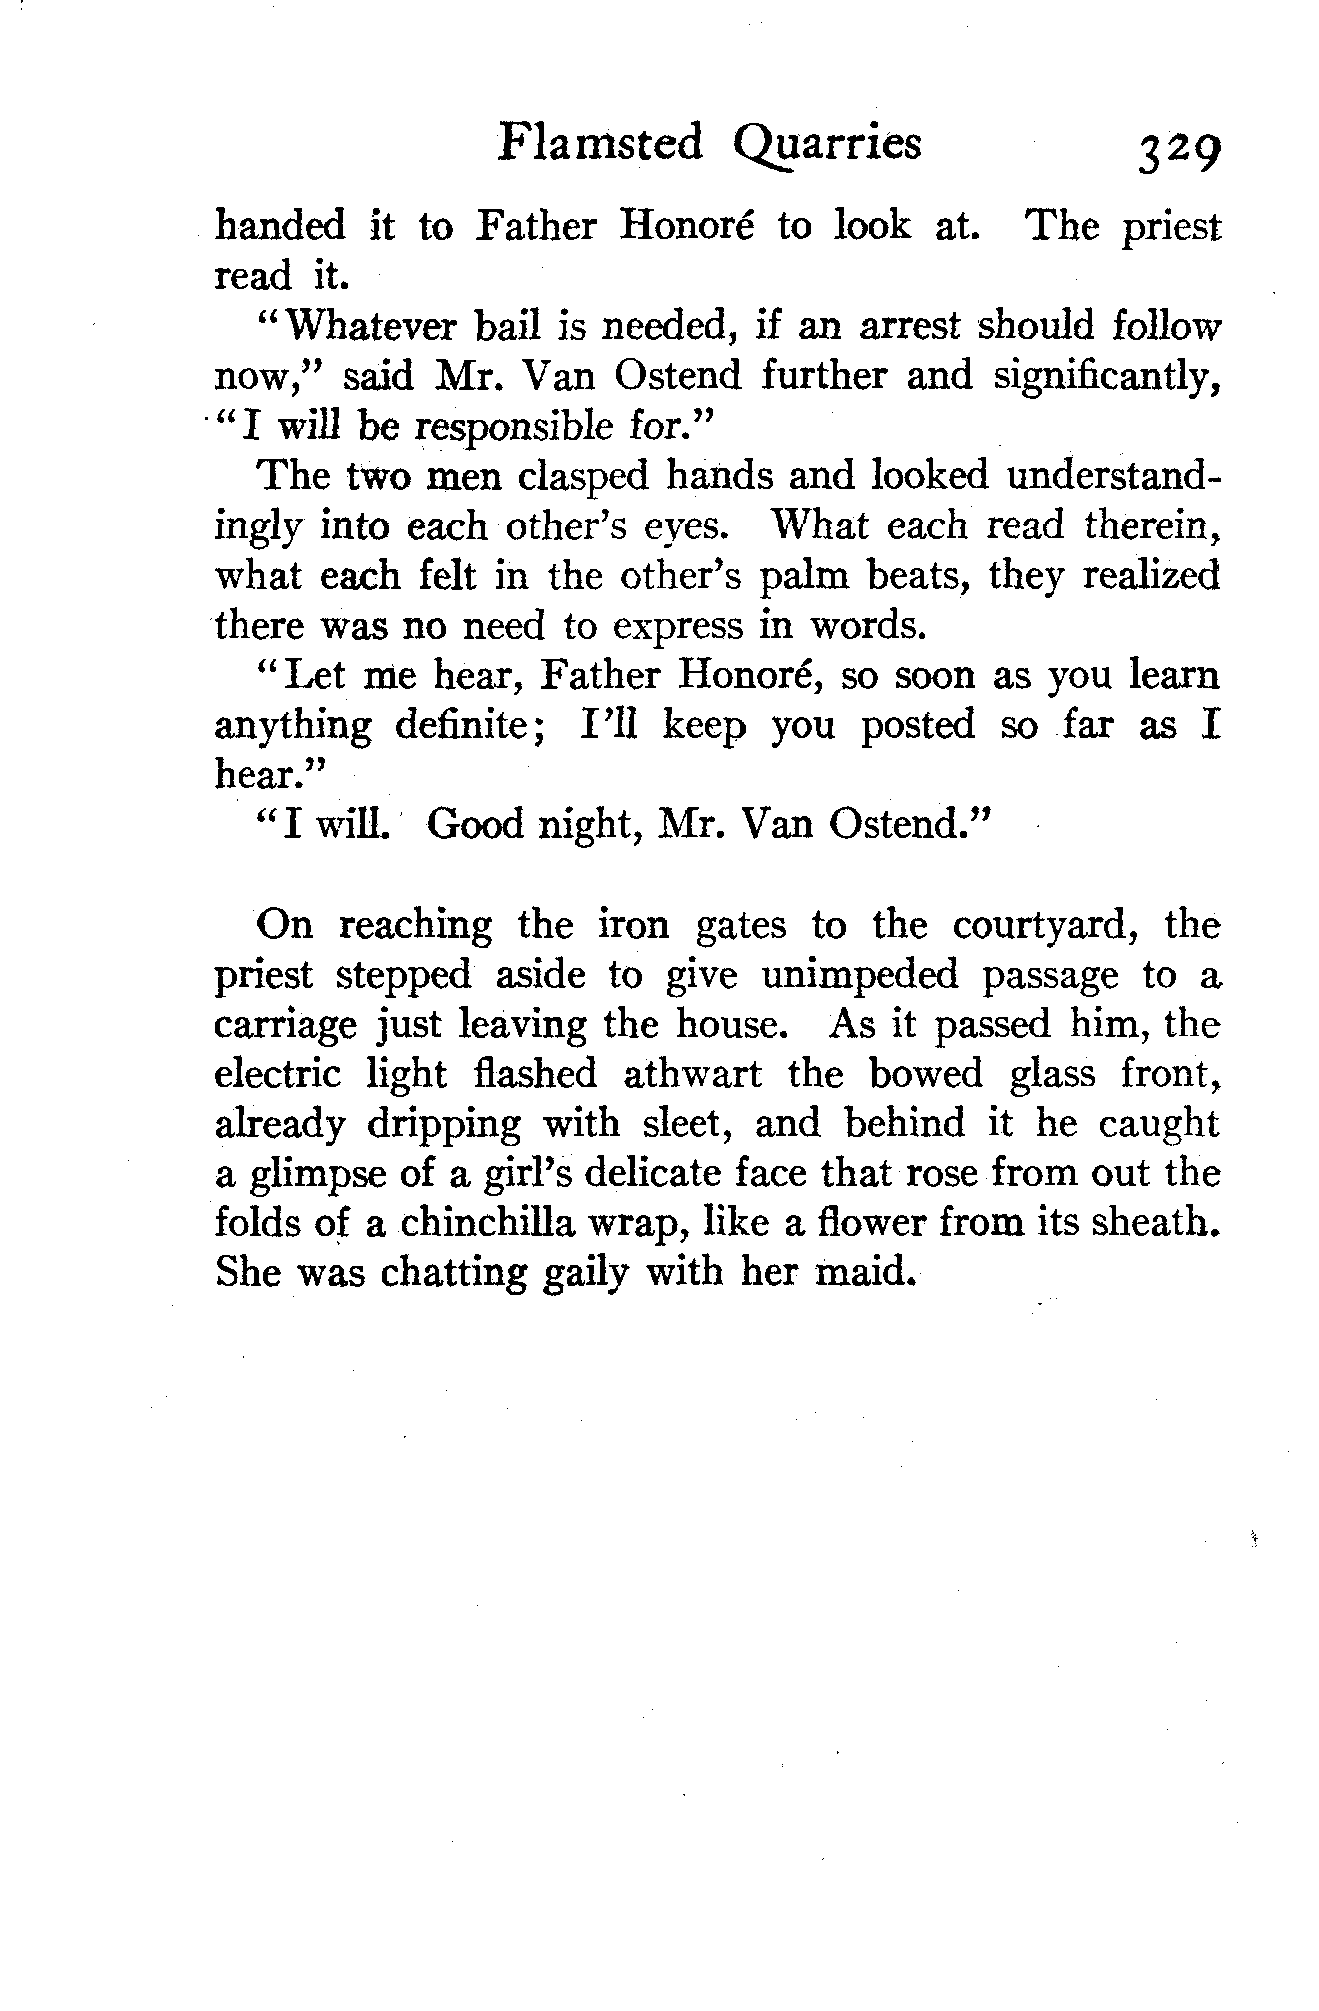 Flamsted Quarries 329
handed it to Father Honoré to look at. The priest
read it.
"Whatever bail is needed, if an arrest should follow
now," said Mr. Van Ostend further and significantly,
"I will be responsible for."
The two men clasped hands and looked understand-
ingly into each other's eyes. What each read therein,
what each felt in the other's palm beats, they realized
there was no need to express in words.
"Let me hear, Father Honoré, so soon as you learn
anything definite; I'll keep you posted so far as I
hear."
"I will. Good night, Mr. Van Ostend."
On reaching the iron gates to the courtyard, the
priest stepped aside to give unimpeded passage to a
carriage just leaving the house. As it passed him, the
electric light flashed athwart the bowed glass front,
already dripping with sleet, and behind it he caught
a glimpse of a girl's delicate face that rose from out the
folds of a chinchilla wrap, like a flower from its sheath.
She was chatting gaily with her maid.